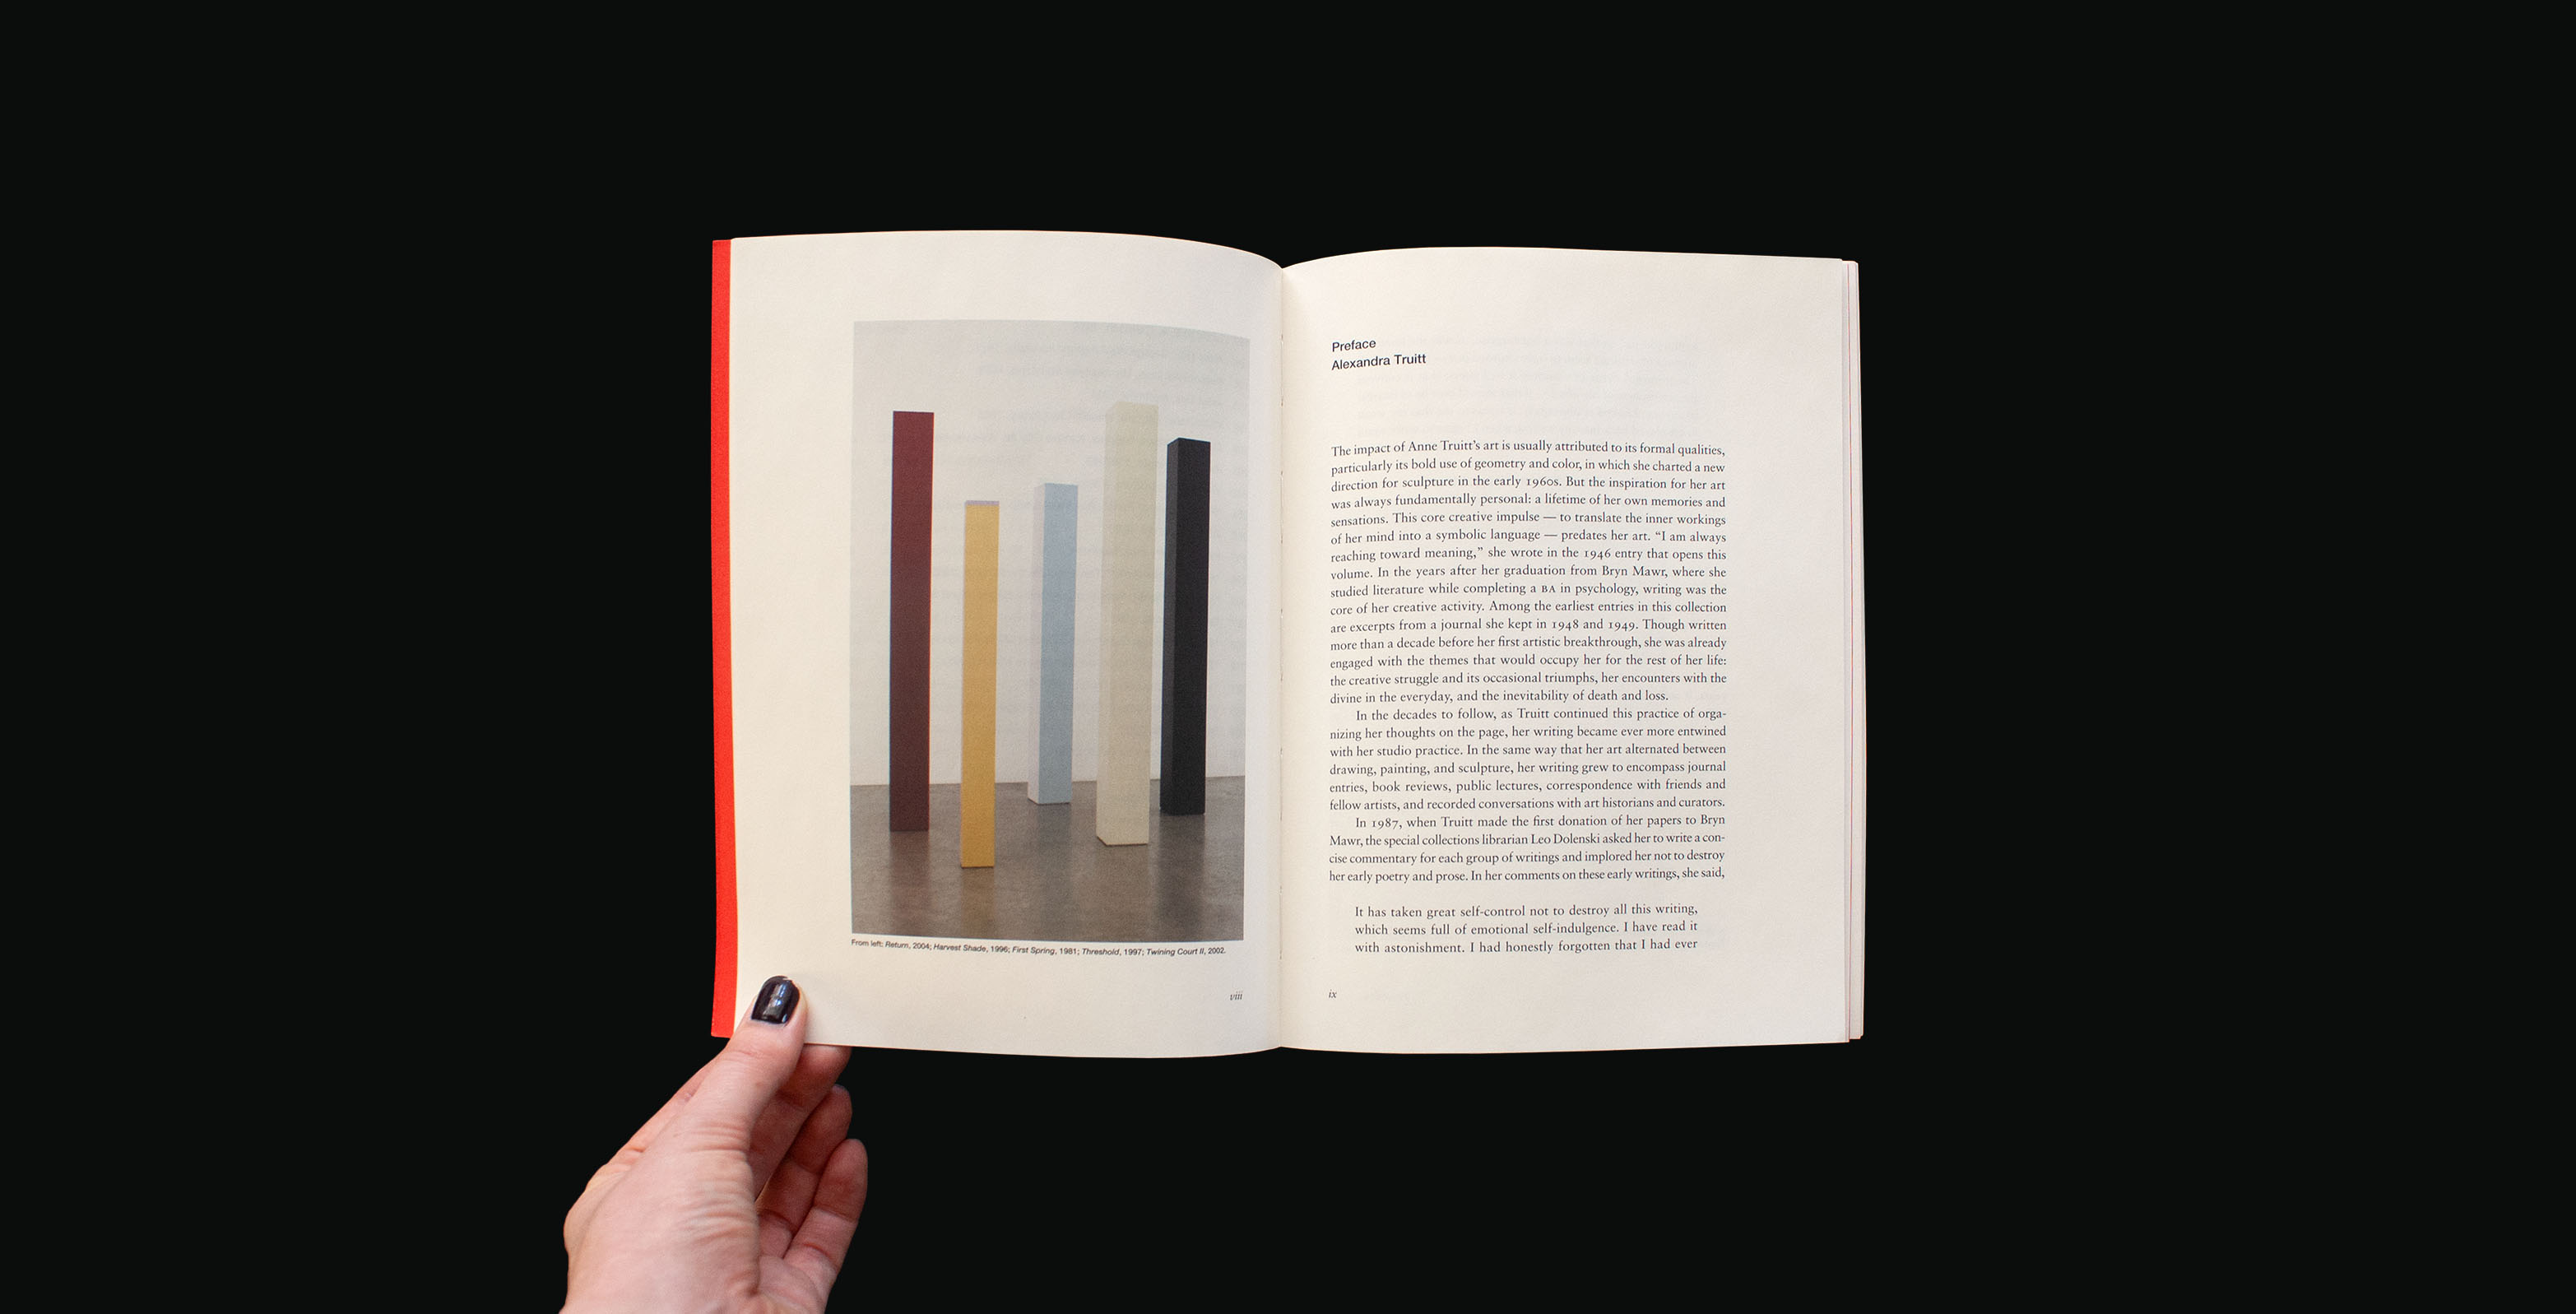 From left: Return, 2004; Harvest Shade, 1996; First Spring, 1981; Threshold, 1997; Twining Court II, 2002.
viii
Preface
Alexandra Truitt
The impact of Anne Truitt’s art is usually attributed to its formal qualities,
particularly its bold use of geometry and color, in which she charted a new
direction for sculpture in the early 1960s. But the inspiration for her art
was always fundamentally personal: a lifetime of her own memories and
sensations. This core creative impulse — to translate the inner workings
of her mind into a symbolic language — predates her art. “I am always
reaching toward meaning,” she wrote in the 1946 entry that opens this
volume. In the years after her graduation from Bryn Mawr, where she
studied literature while completing a BA in psychology, writing was the
core of her creative activity. Among the earliest entries in this collection
are excerpts from a journal she kept in 1948 and 1949. Though written
more than a decade before her first artistic breakthrough, she was already
engaged with the themes that would occupy her for the rest of her life:
the creative struggle and its occasional triumphs, her encounters with the
divine in the everyday, and the inevitability of death and loss.
In the decades to follow, as Truitt continued this practice of orga-
nizing her thoughts on the page, her writing became ever more entwined
with her studio practice. In the same way that her art alternated between
drawing, painting, and sculpture, her writing grew to encompass journal
entries, book reviews, public lectures, correspondence with friends and
fellow artists, and recorded conversations with art historians and curators.
In 1987, when Truitt made the first donation of her papers to Bryn
Mawr, the special collections librarian Leo Dolenski asked her to write a con-
cise commentary for each group of writings and implored her not to destroy
her early poetry and prose. In her comments on these early writings, she said,
It has taken great self-control not to destroy all this writing,
which seems full of emotional self-indulgence. I have read it
with astonishment. I had honestly forgotten that I had ever
ix